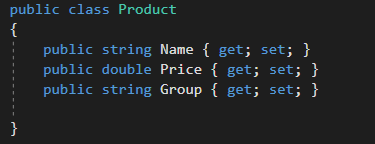 public class Product
{
public string Name { get; set; }
public double Price { get; set; }
public string Group { get; set; }
}